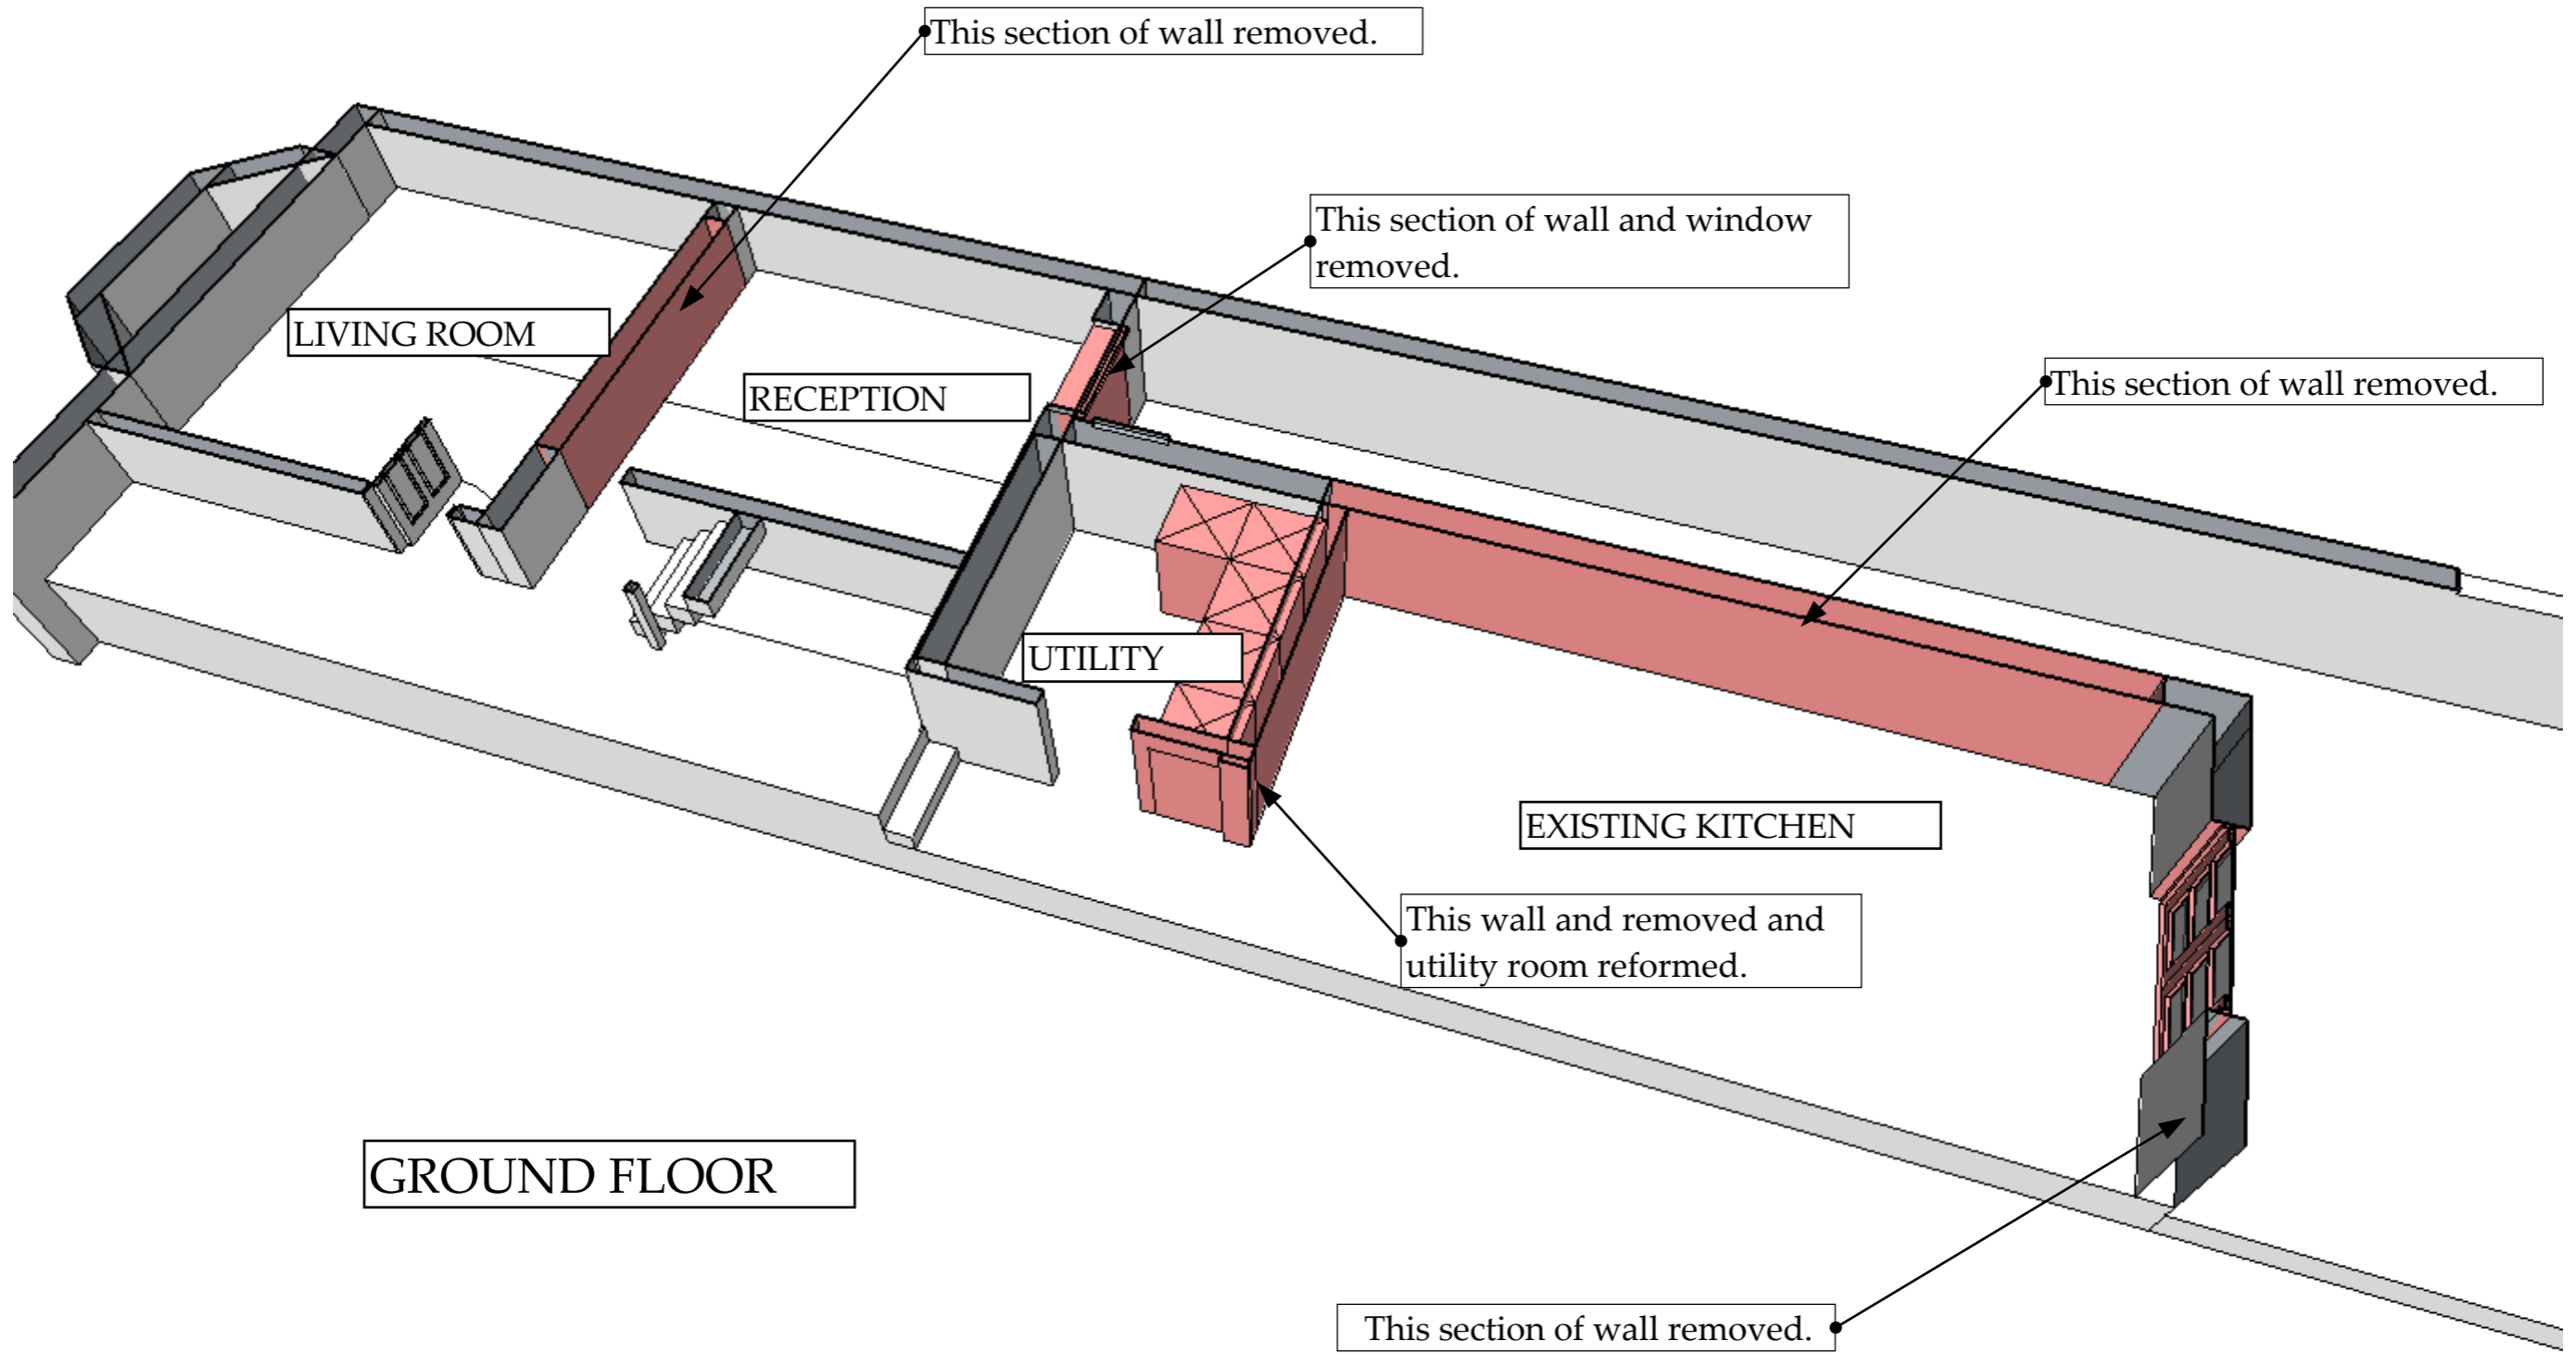 This section of wall removed.
This section of wall and window
removed.
LIVING ROOM
RECEPTION
This section of wall removed.
UTILITY
EXISTING KITCHEN
This wall and removed and
utility room reformed.
GROUND FLOOR
This section of wall removed.